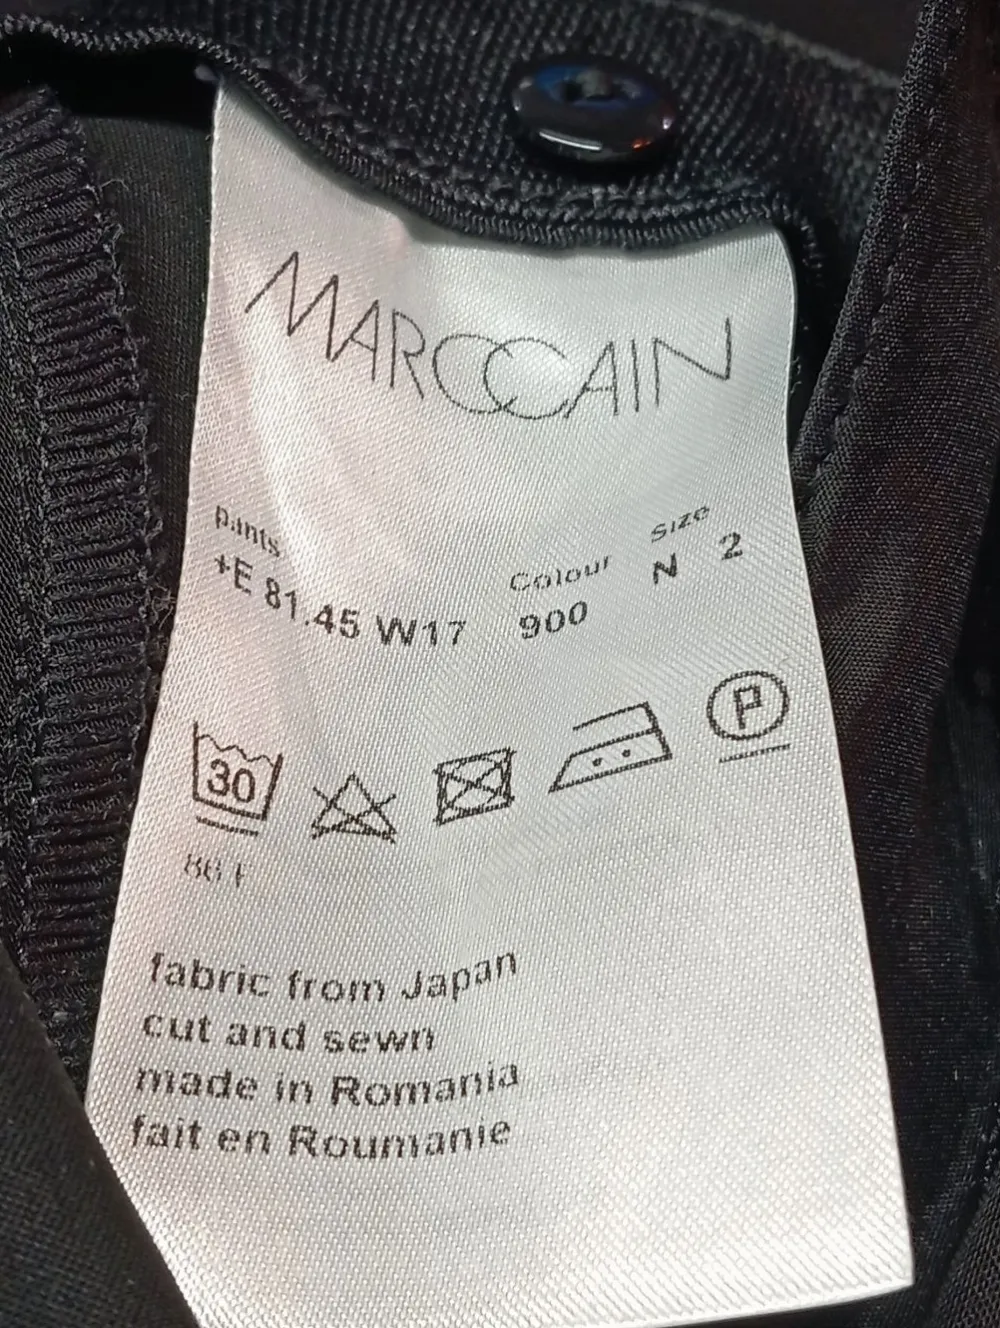 MARCCAIN
pants Colour Size
+E 81.45 W17 900 N 2
30 P
86 F
fabric from Japan
cut and sewn
made in Romania
fait en Roumanie